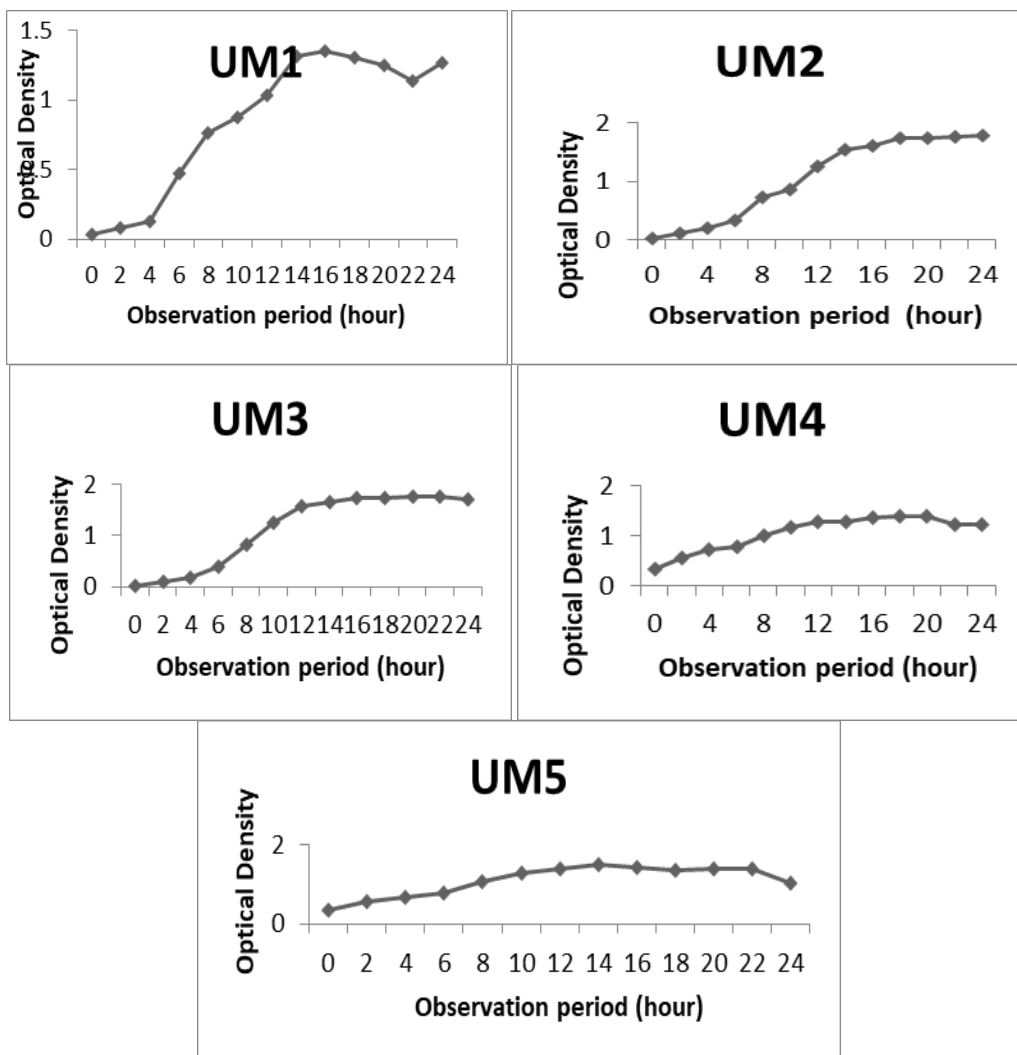 UM1
Optical Density
1.5
1
0.5
0
0 2 4 6 8 10 12 14 16 18 20 22 24
Observation period (hour)
UM2
Optical Density
2
1
0
0 4 8 12 16 20 24
Observation period (hour)
UM3
Optical Density
2
1
0
0 2 4 6 8 10 12 14 16 18 20 22 24
Observation period (hour)
UM4
Optical Density
2
1
0
0 4 8 12 16 20 24
Observation period (hour)
UM5
Optical Density
2
0
0 2 4 6 8 10 12 14 16 18 20 22 24
Observation period (hour)